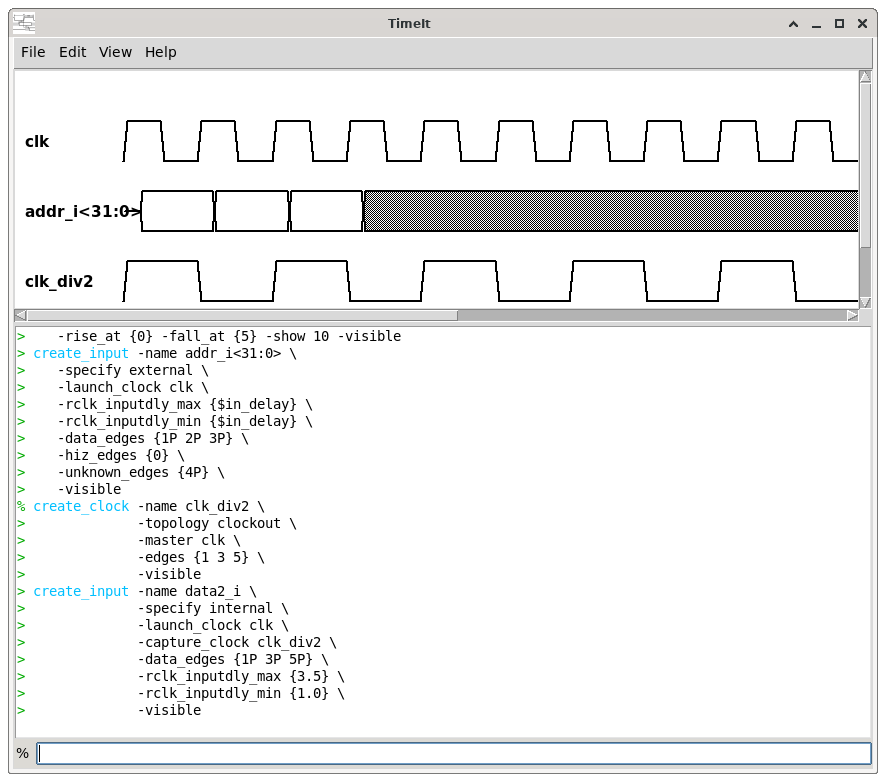 TimeIt
File Edit View Help
clk
addr_i<31:0>
clk_div2
> -rise_at {0} -fall_at {5} -show 10 -visible
> create_input -name addr_i<31:0> \
> -specify external \
> -launch_clock clk \
> -rclk_inputdly_max {$in_delay} \
> -rclk_inputdly_min {$in_delay} \
> -data_edges {1P 2P 3P} \
> -hiz_edges {0} \
> -unknown_edges {4P} \
> -visible
% create_clock -name clk_div2 \
> -topology clockout \
> -master clk \
> -edges {1 3 5} \
> -visible
> create_input -name data2_i \
> -specify internal \
> -launch_clock clk \
> -capture_clock clk_div2 \
> -data_edges {1P 3P 5P} \
> -rclk_inputdly_max {3.5} \
> -rclk_inputdly_min {1.0} \
> -visible
%